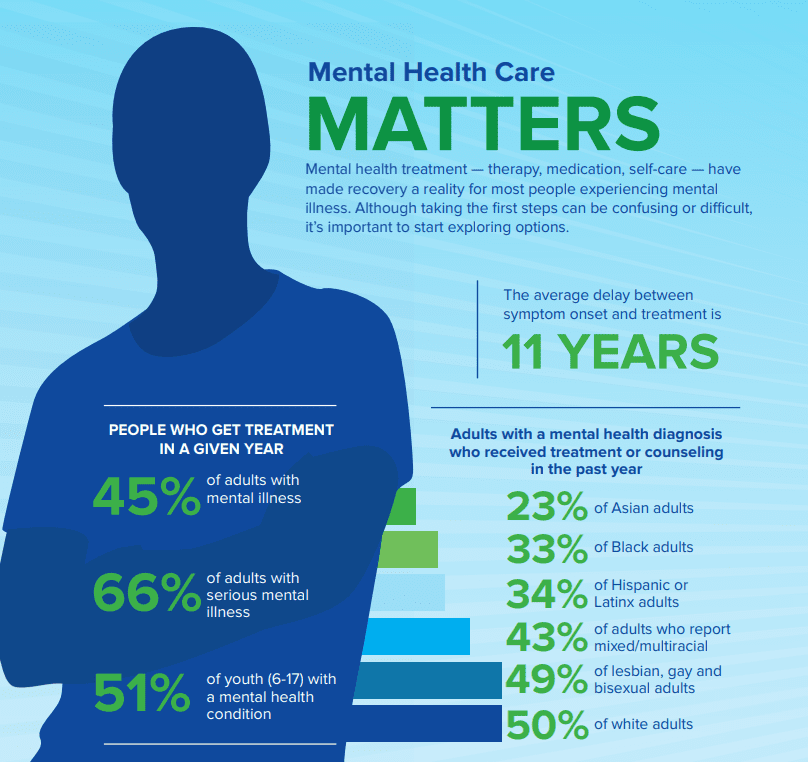 Mental Health Care
MATTERS
Mental health treatment — therapy, medication, self-care — have
made recovery a reality for most people experiencing mental
illness. Although taking the first steps can be confusing or difficult,
it's important to start exploring options.
The average delay between
symptom onset and treatment is
11 YEARS
PEOPLE WHO GET TREATMENT
IN A GIVEN YEAR
45% of adults with
mental illness
66% of adults with
serious mental
illness
51% of youth (6-17) with
a mental health
condition
Adults with a mental health diagnosis
who received treatment or counseling
in the past year
23% of Asian adults
33% of Black adults
34% of Hispanic or
Latinx adults
43% of adults who report
mixed/multiracial
49% of lesbian, gay and
bisexual adults
50% of white adults